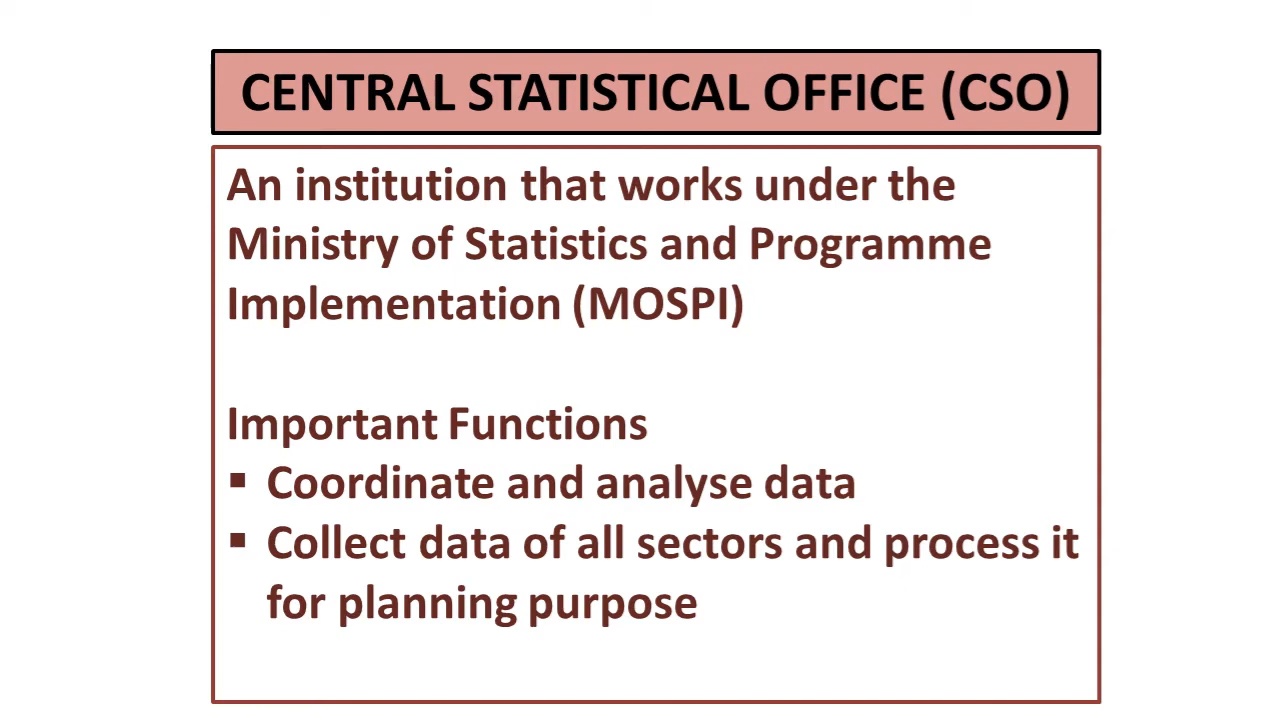 CENTRAL STATISTICAL OFFICE (CSO)
An institution that works under the
Ministry of Statistics and Programme
Implementation (MOSPI)
Important Functions
▪ Coordinate and analyse data
▪ Collect data of all sectors and process it
for planning purpose